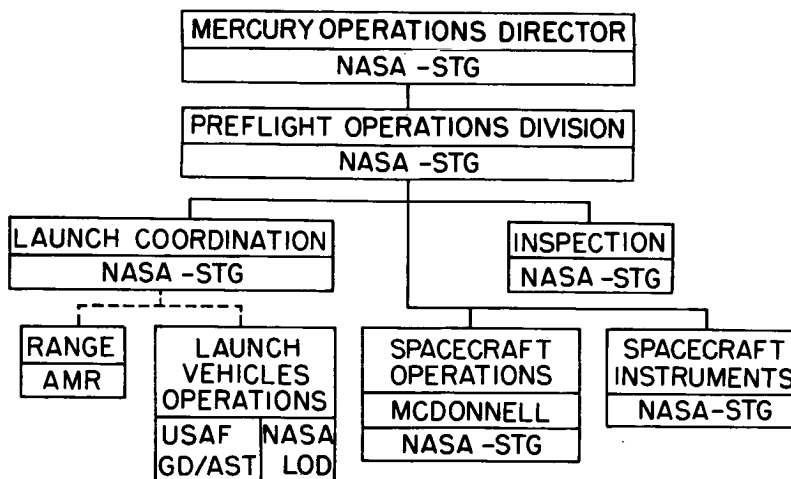 MERCURY OPERATIONS DIRECTOR
NASA -STG
PREFLIGHT OPERATIONS DIVISION
NASA -STG
LAUNCH COORDINATION
NASA -STG
INSPECTION
NASA -STG
RANGE
AMR
LAUNCH
VEHICLES
OPERATIONS
USAF
GD/AST
NASA
LOD
SPACECRAFT
OPERATIONS
MCDONNELL
NASA -STG
SPACECRAFT
INSTRUMENTS
NASA-STG